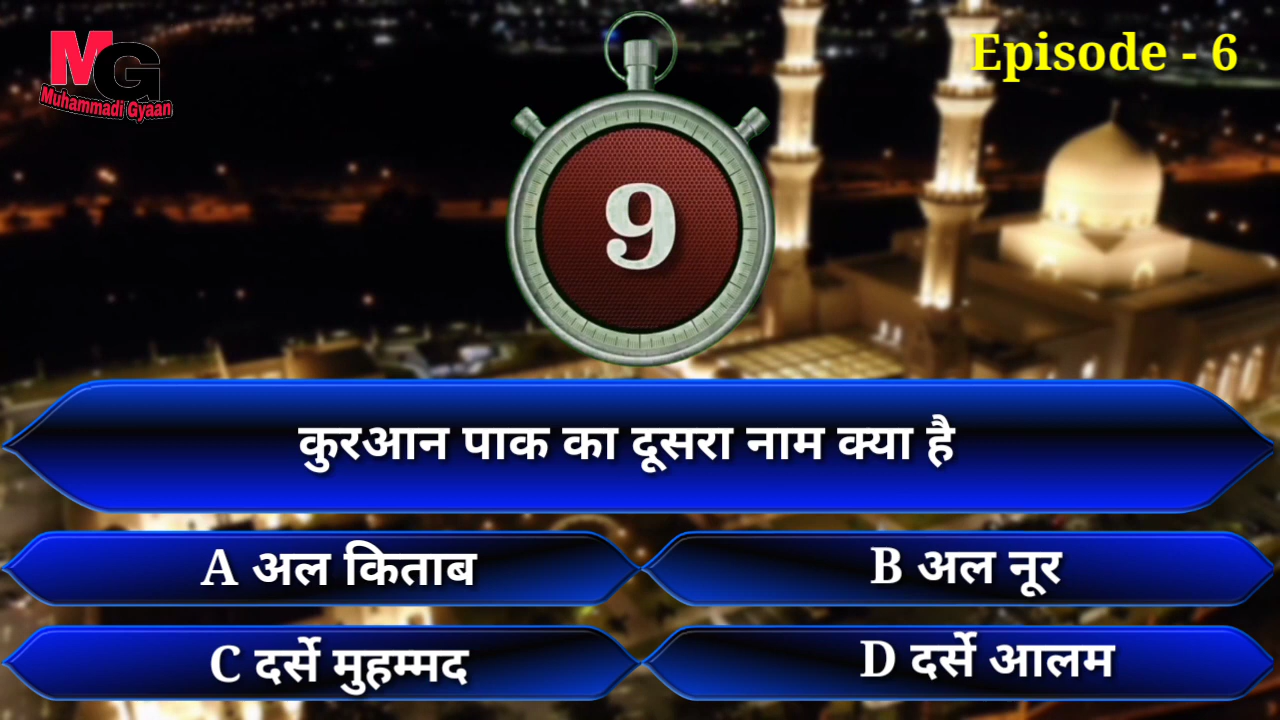 MG
Muhammadi Gyaan
Episode - 6
9
कुरआन पाक का दूसरा नाम क्या है
A अल किताब
B अल नूर
C दर्से मुहम्मद
D दर्से आलम